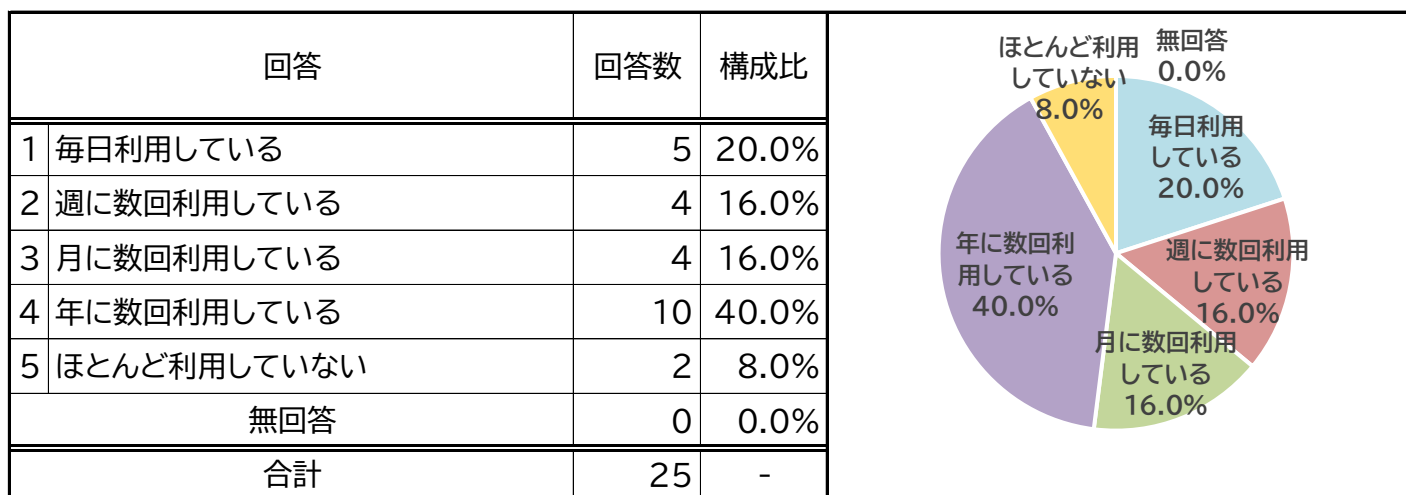 回答 回答数 構成比
1 毎日利用している 5 20.0%
2 週に数回利用している 4 16.0%
3 月に数回利用している 4 16.0%
4 年に数回利用している 10 40.0%
5 ほとんど利用していない 2 8.0%
無回答 0 0.0%
合計 25 -
無回答
0.0%
毎日利用
している
20.0%
週に数回利用
している
16.0%
月に数回利用
している
16.0%
年に数回利
用している
40.0%
ほとんど利用
していない
8.0%